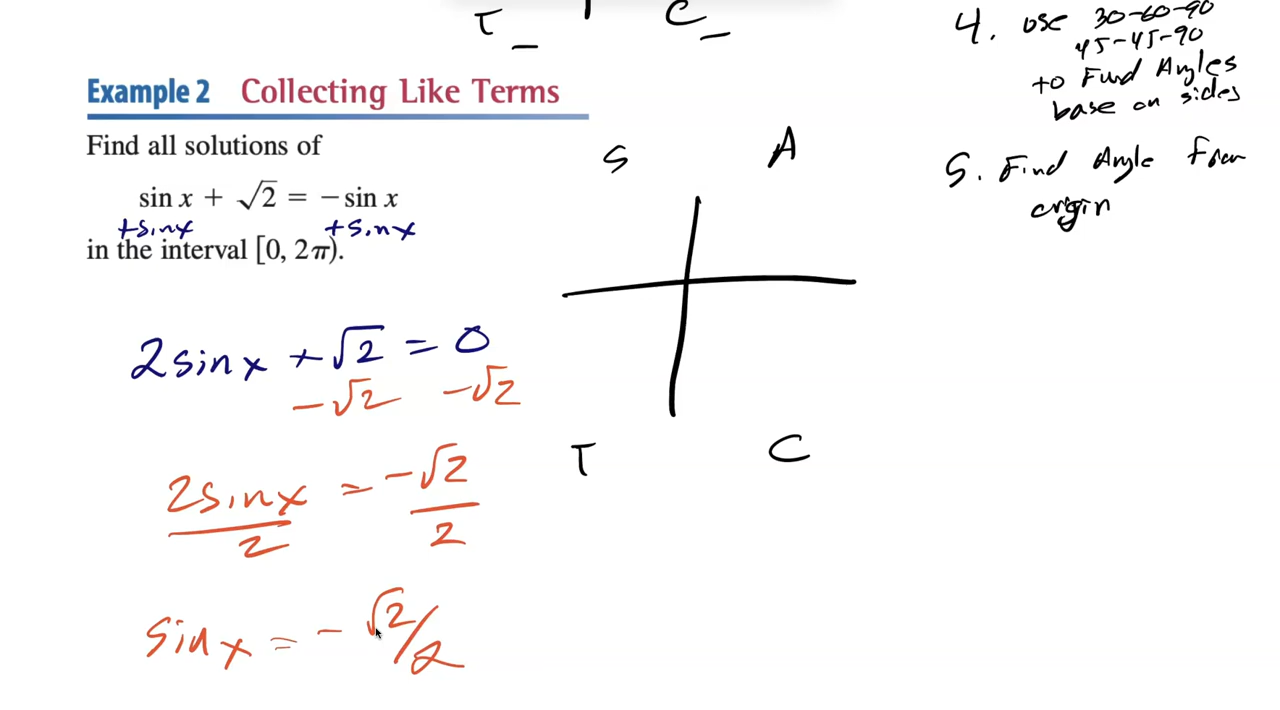 T_ C_
4. Use 30-60-90
45-45-90
to Find Angles
base on sides
5. Find Angle From
origin
Example 2 Collecting Like Terms
Find all solutions of
sin x + √2 = −sin x
+sinx +sinx
in the interval [0, 2π).
S A
T C
2sinx +√2 = 0
−√2 −√2
2sinx = −√2
2 2
sinx = −√2/2